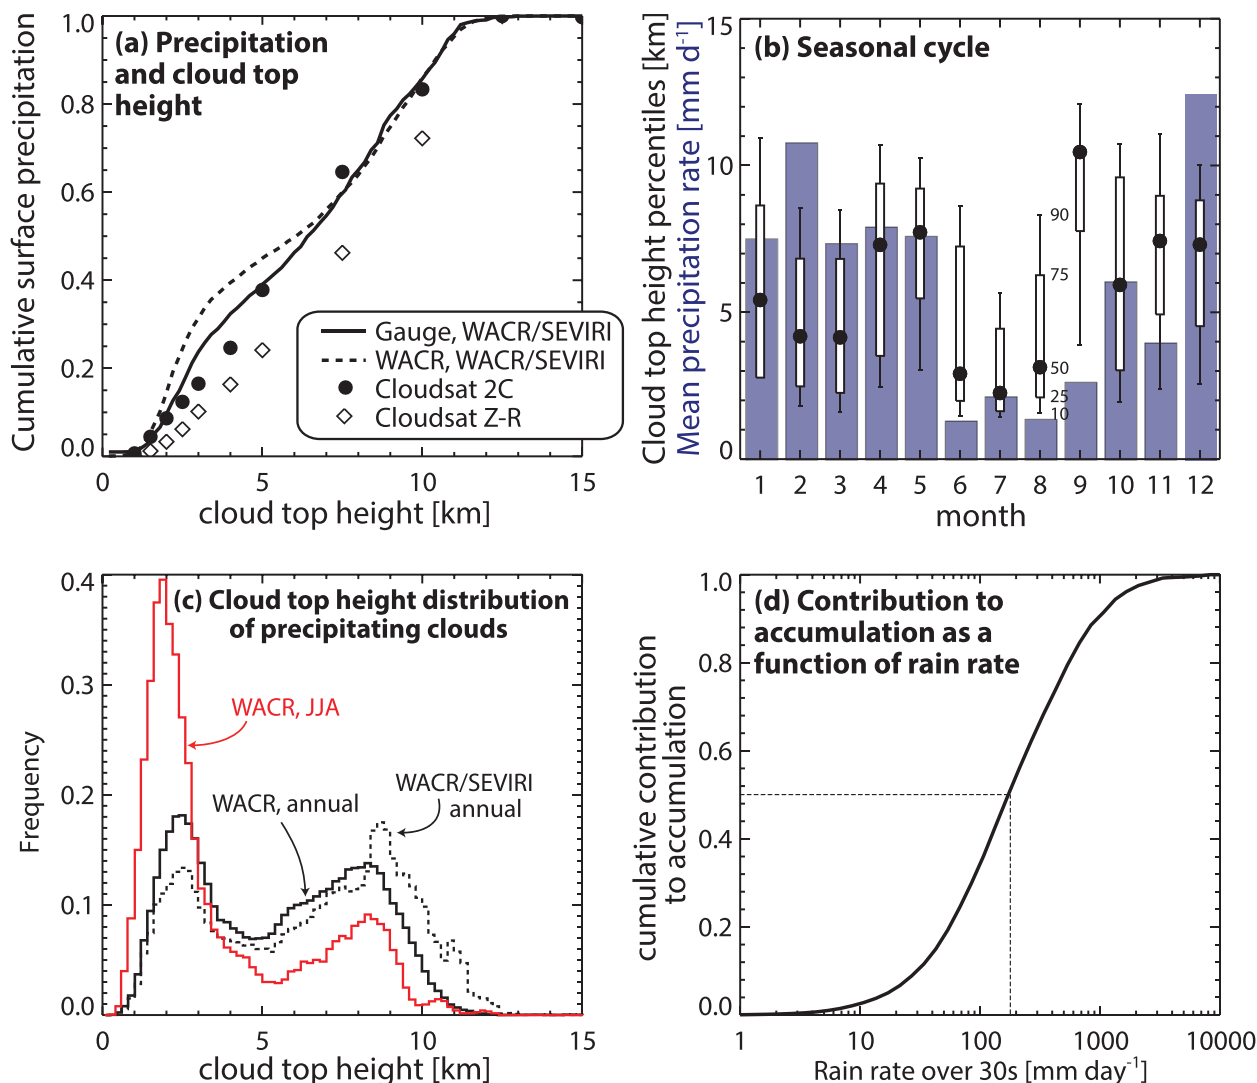 (a) Precipitation
and cloud top
height
Cumulative surface precipitation
1.0
0.8
0.6
0.4
0.2
0.0
Gauge, WACR/SEVIRI
WACR, WACR/SEVIRI
Cloudsat 2C
Cloudsat Z-R
0 5 10 15
cloud top height [km]
(b) Seasonal cycle
Cloud top height percentiles [km]
Mean precipitation rate [mm d-1]
15
10
5
0
90
75
50
25
10
1 2 3 4 5 6 7 8 9 10 11 12
month
(c) Cloud top height distribution
of precipitating clouds
Frequency
0.4
0.3
0.2
0.1
0.0
WACR, JJA
WACR, annual
WACR/SEVIRI
annual
0 5 10 15
cloud top height [km]
(d) Contribution to
accumulation as a
function of rain rate
cumulative contribution
to accumulation
1.0
0.8
0.6
0.4
0.2
0.0
1 10 100 1000 10000
Rain rate over 30s [mm day-1]